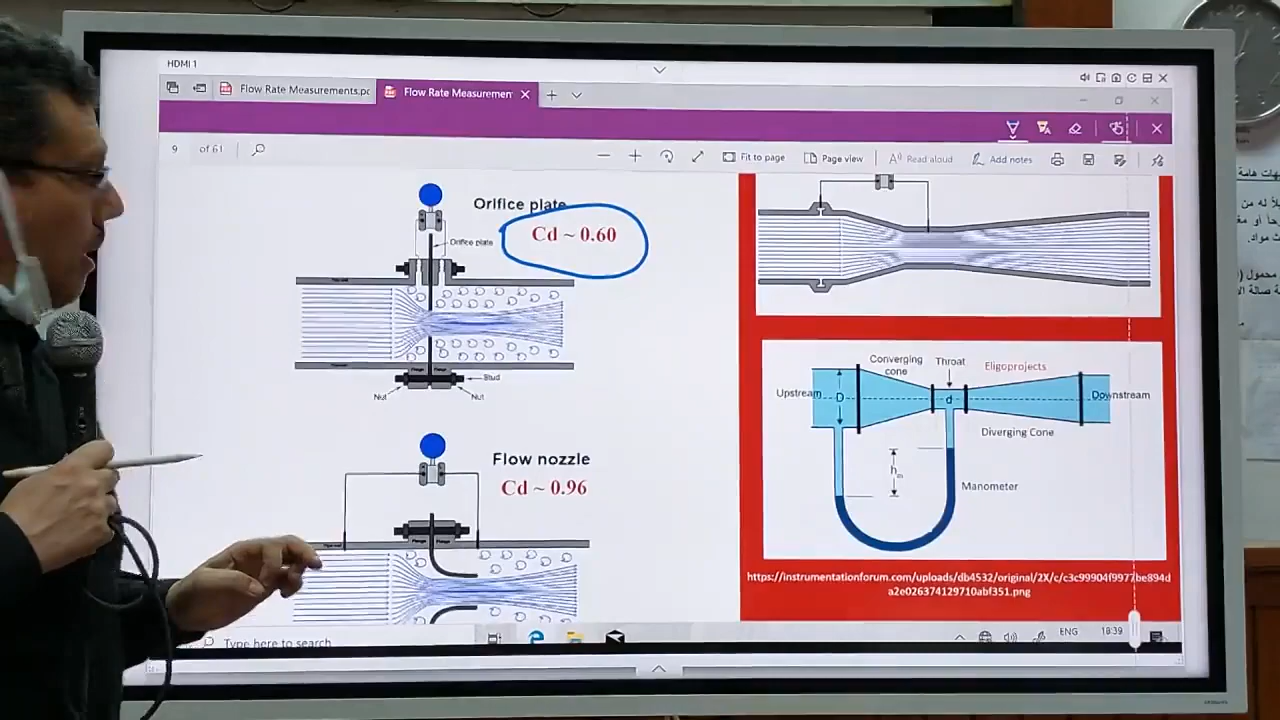 HDMI 1
Flow Rate Measurements.pc
Flow Rate Measuremen
9 of 61
Fit to page
Page view
Read aloud
Add notes
Orifice plate
Cd ~ 0.60
Orifice plate
Stud
Nut
Nut
Flow nozzle
Cd ~ 0.96
Converging
cone
Throat
Eligoprojects
Upstream
D
d
Downstream
Diverging Cone
h
Manometer
https://instrumentationforum.com/uploads/db4532/original/2X/c/c3c99904f9977be894d
a2e026374129710abf351.png
Type here to search
ENG
18:39